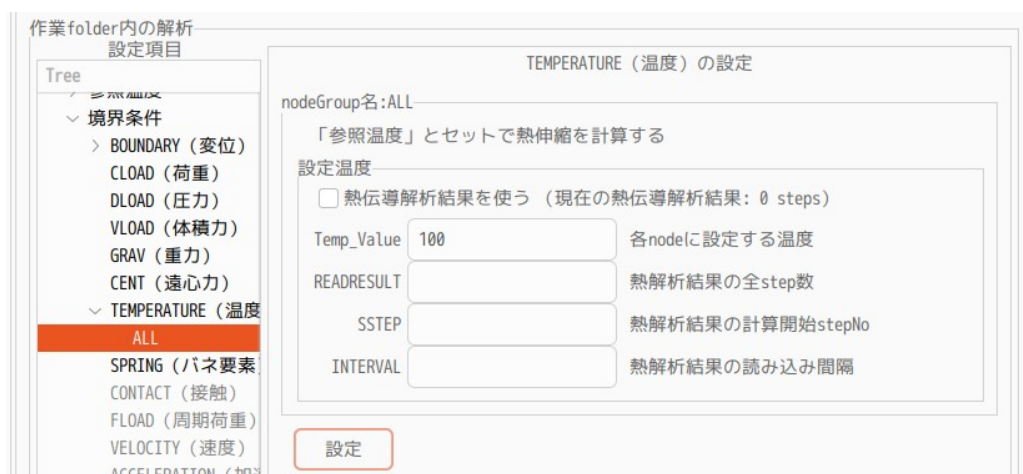 作業folder内の解析
設定項目
Tree
参照温度
境界条件
BOUNDARY (変位)
CLOAD (荷重)
DLOAD (圧力)
VLOAD (体積力)
GRAV (重力)
CENT (遠心力)
TEMPERATURE (温度
ALL
SPRING (バネ要素
CONTACT (接触)
FLOAD (周期荷重)
VELOCITY (速度)
TEMPERATURE (温度) の設定
nodeGroup名:ALL
「参照温度」とセットで熱伸縮を計算する
設定温度
熱伝導解析結果を使う (現在の熱伝導解析結果: 0 steps)
Temp_Value 100 各nodeに設定する温度
READRESULT 熱解析結果の全step数
SSTEP 熱解析結果の計算開始stepNo
INTERVAL 熱解析結果の読み込み間隔
設定